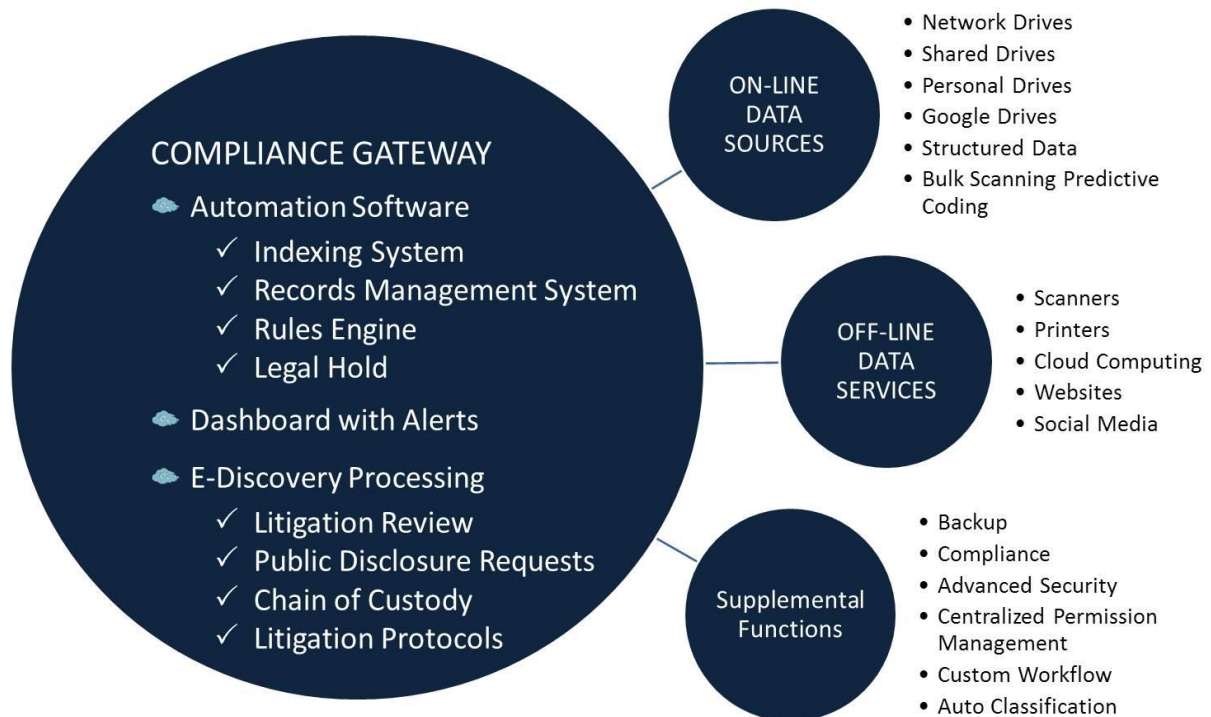 COMPLIANCE GATEWAY
Automation Software
✓ Indexing System
✓ Records Management System
✓ Rules Engine
✓ Legal Hold
Dashboard with Alerts
E-Discovery Processing
✓ Litigation Review
✓ Public Disclosure Requests
✓ Chain of Custody
✓ Litigation Protocols
ON-LINE
DATA
SOURCES
• Network Drives
• Shared Drives
• Personal Drives
• Google Drives
• Structured Data
• Bulk Scanning Predictive
Coding
OFF-LINE
DATA
SERVICES
• Scanners
• Printers
• Cloud Computing
• Websites
• Social Media
Supplemental
Functions
• Backup
• Compliance
• Advanced Security
• Centralized Permission
Management
• Custom Workflow
• Auto Classification